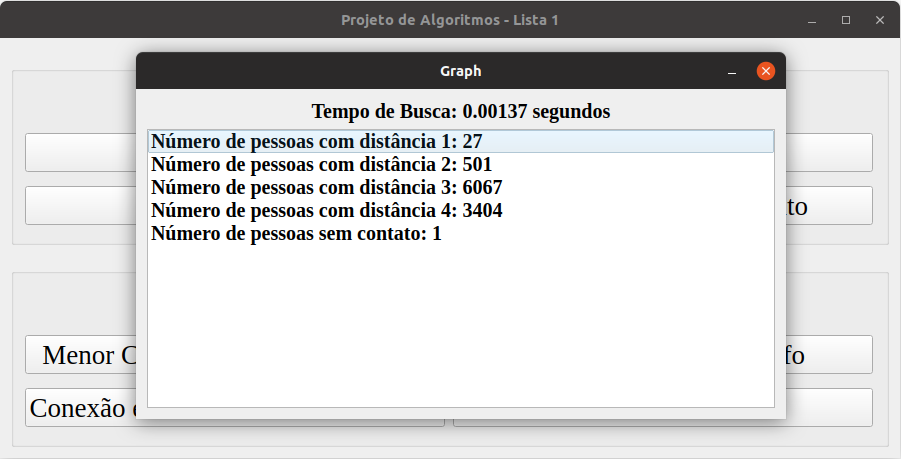 Projeto de Algoritmos - Lista 1
Graph
Tempo de Busca: 0.00137 segundos
Número de pessoas com distância 1: 27
Número de pessoas com distância 2: 501
Número de pessoas com distância 3: 6067
Número de pessoas com distância 4: 3404
Número de pessoas sem contato: 1
Menor
Conexão